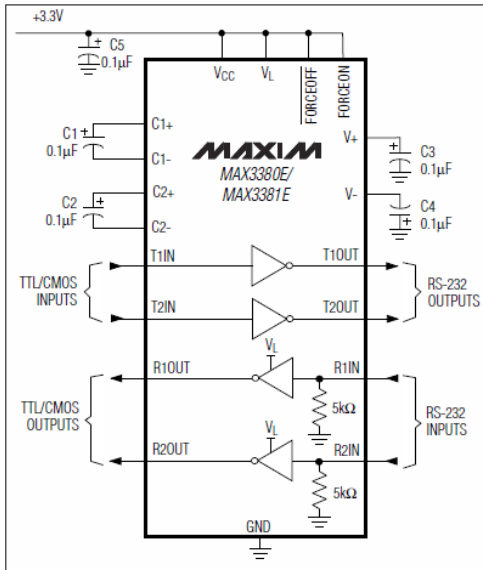 +3.3V
C5
0.1µF
VCC
VL
FORCEOFF
FORCEON
C1+
C1
0.1µF
C1-
C2+
C2
0.1µF
C2-
MAXIM
MAX3380E/
MAX3381E
V+
C3
0.1µF
V-
C4
0.1µF
TTL/CMOS
INPUTS
T1IN
T1OUT
T2IN
T2OUT
RS-232
OUTPUTS
TTL/CMOS
OUTPUTS
R1OUT
VL
R1IN
5kΩ
R2OUT
VL
R2IN
5kΩ
RS-232
INPUTS
GND